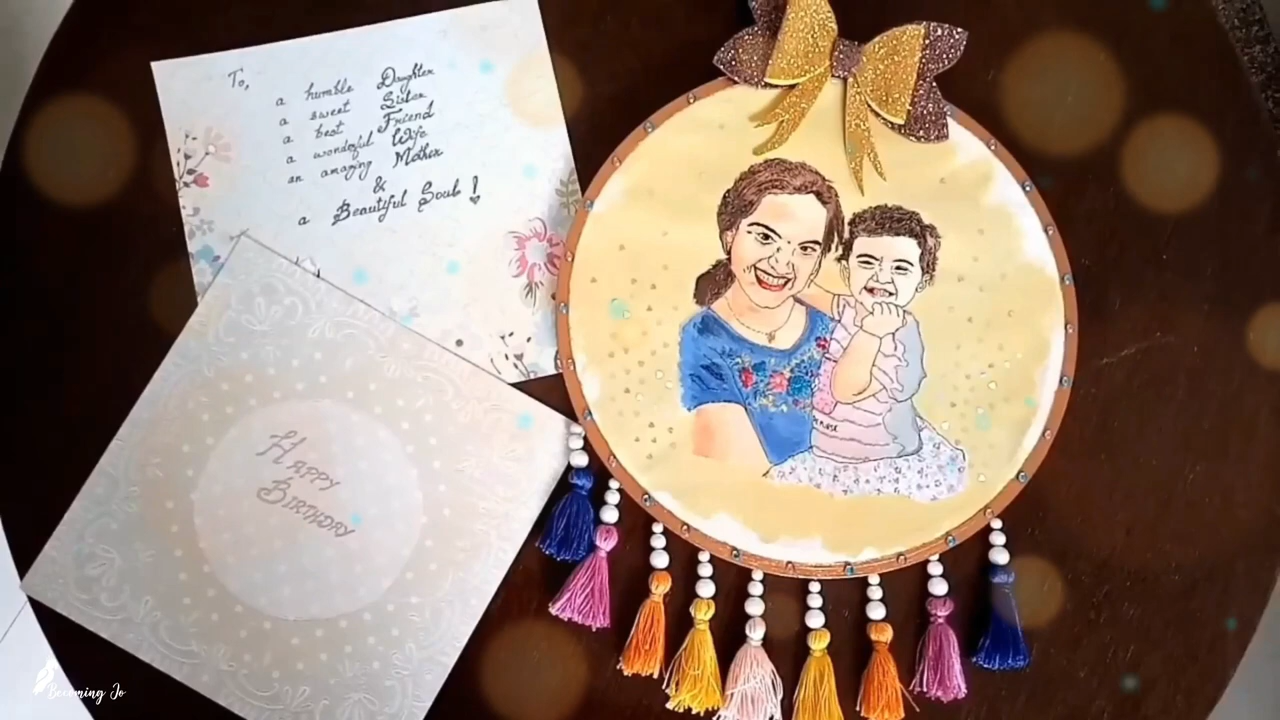 To,
a humble Daughter
a sweet Sister
a best Friend
a wonderful Wife
an amazing Mother
&
a Beautiful Soul !
Happy
Birthday
Becoming Jo